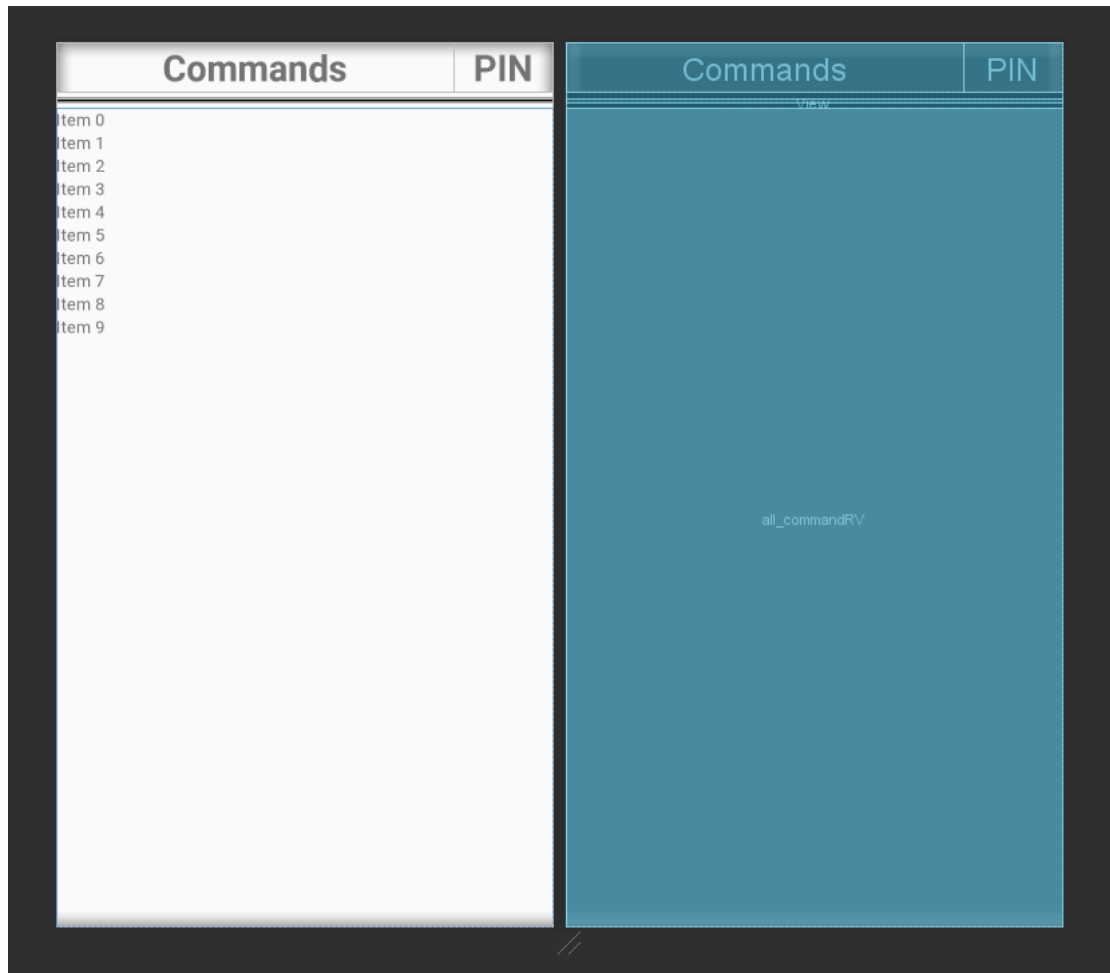 Commands PIN
Item 0
Item 1
Item 2
Item 3
Item 4
Item 5
Item 6
Item 7
Item 8
Item 9
Commands PIN
View
all_commandRV